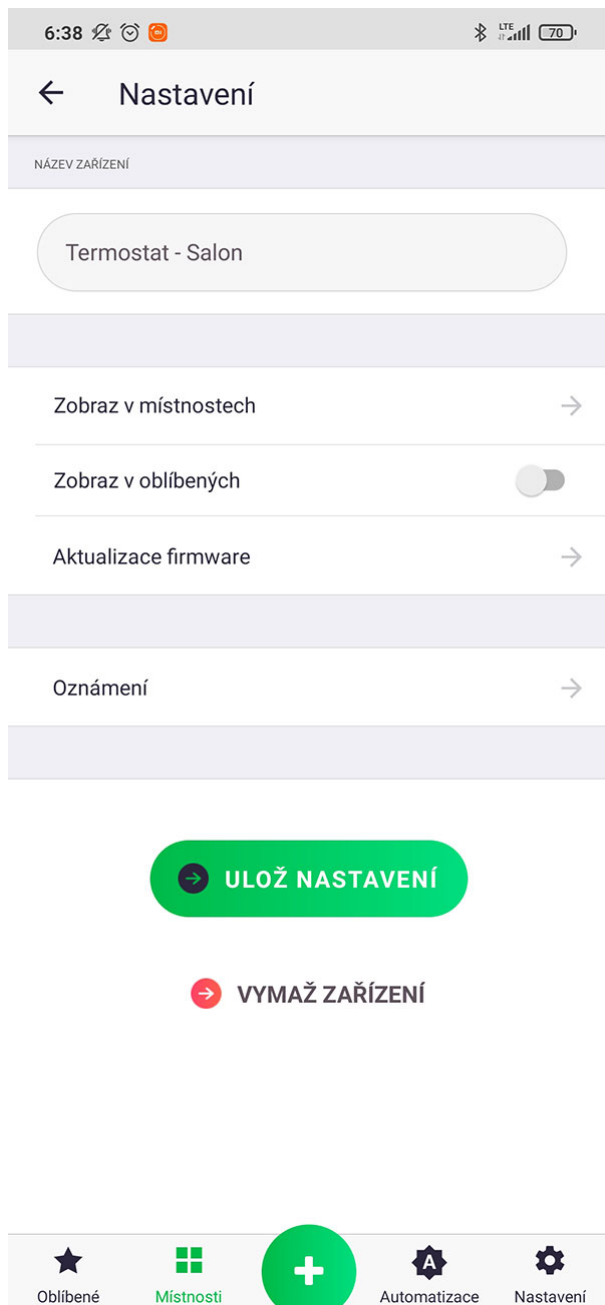 6:38
LTE
70
Nastavení
NÁZEV ZAŘÍZENÍ
Termostat - Salon
Zobraz v místnostech
Zobraz v oblíbených
Aktualizace firmware
Oznámení
ULOŽ NASTAVENÍ
VYMAŽ ZAŘÍZENÍ
A
Oblíbené Místnosti Automatizace Nastavení